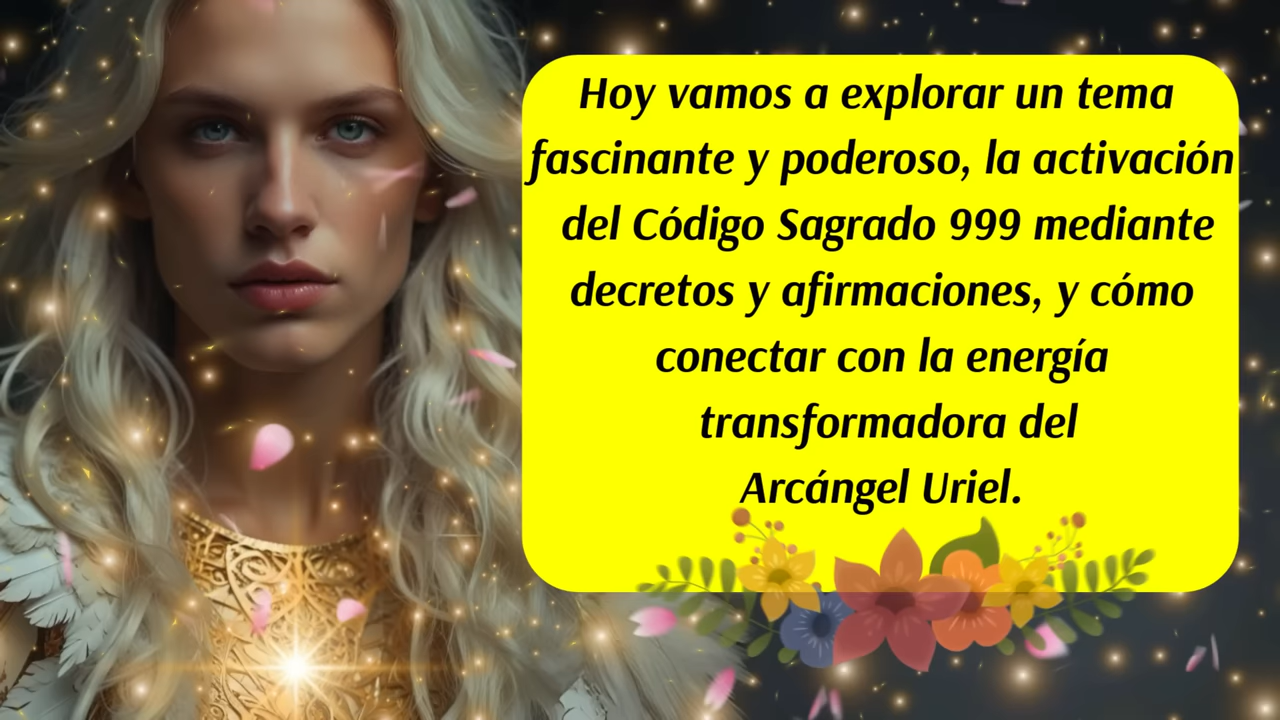 Hoy vamos a explorar un tema
fascinante y poderoso, la activación
del Código Sagrado 999 mediante
decretos y afirmaciones, y cómo
conectar con la energía
transformadora del
Arcángel Uriel.